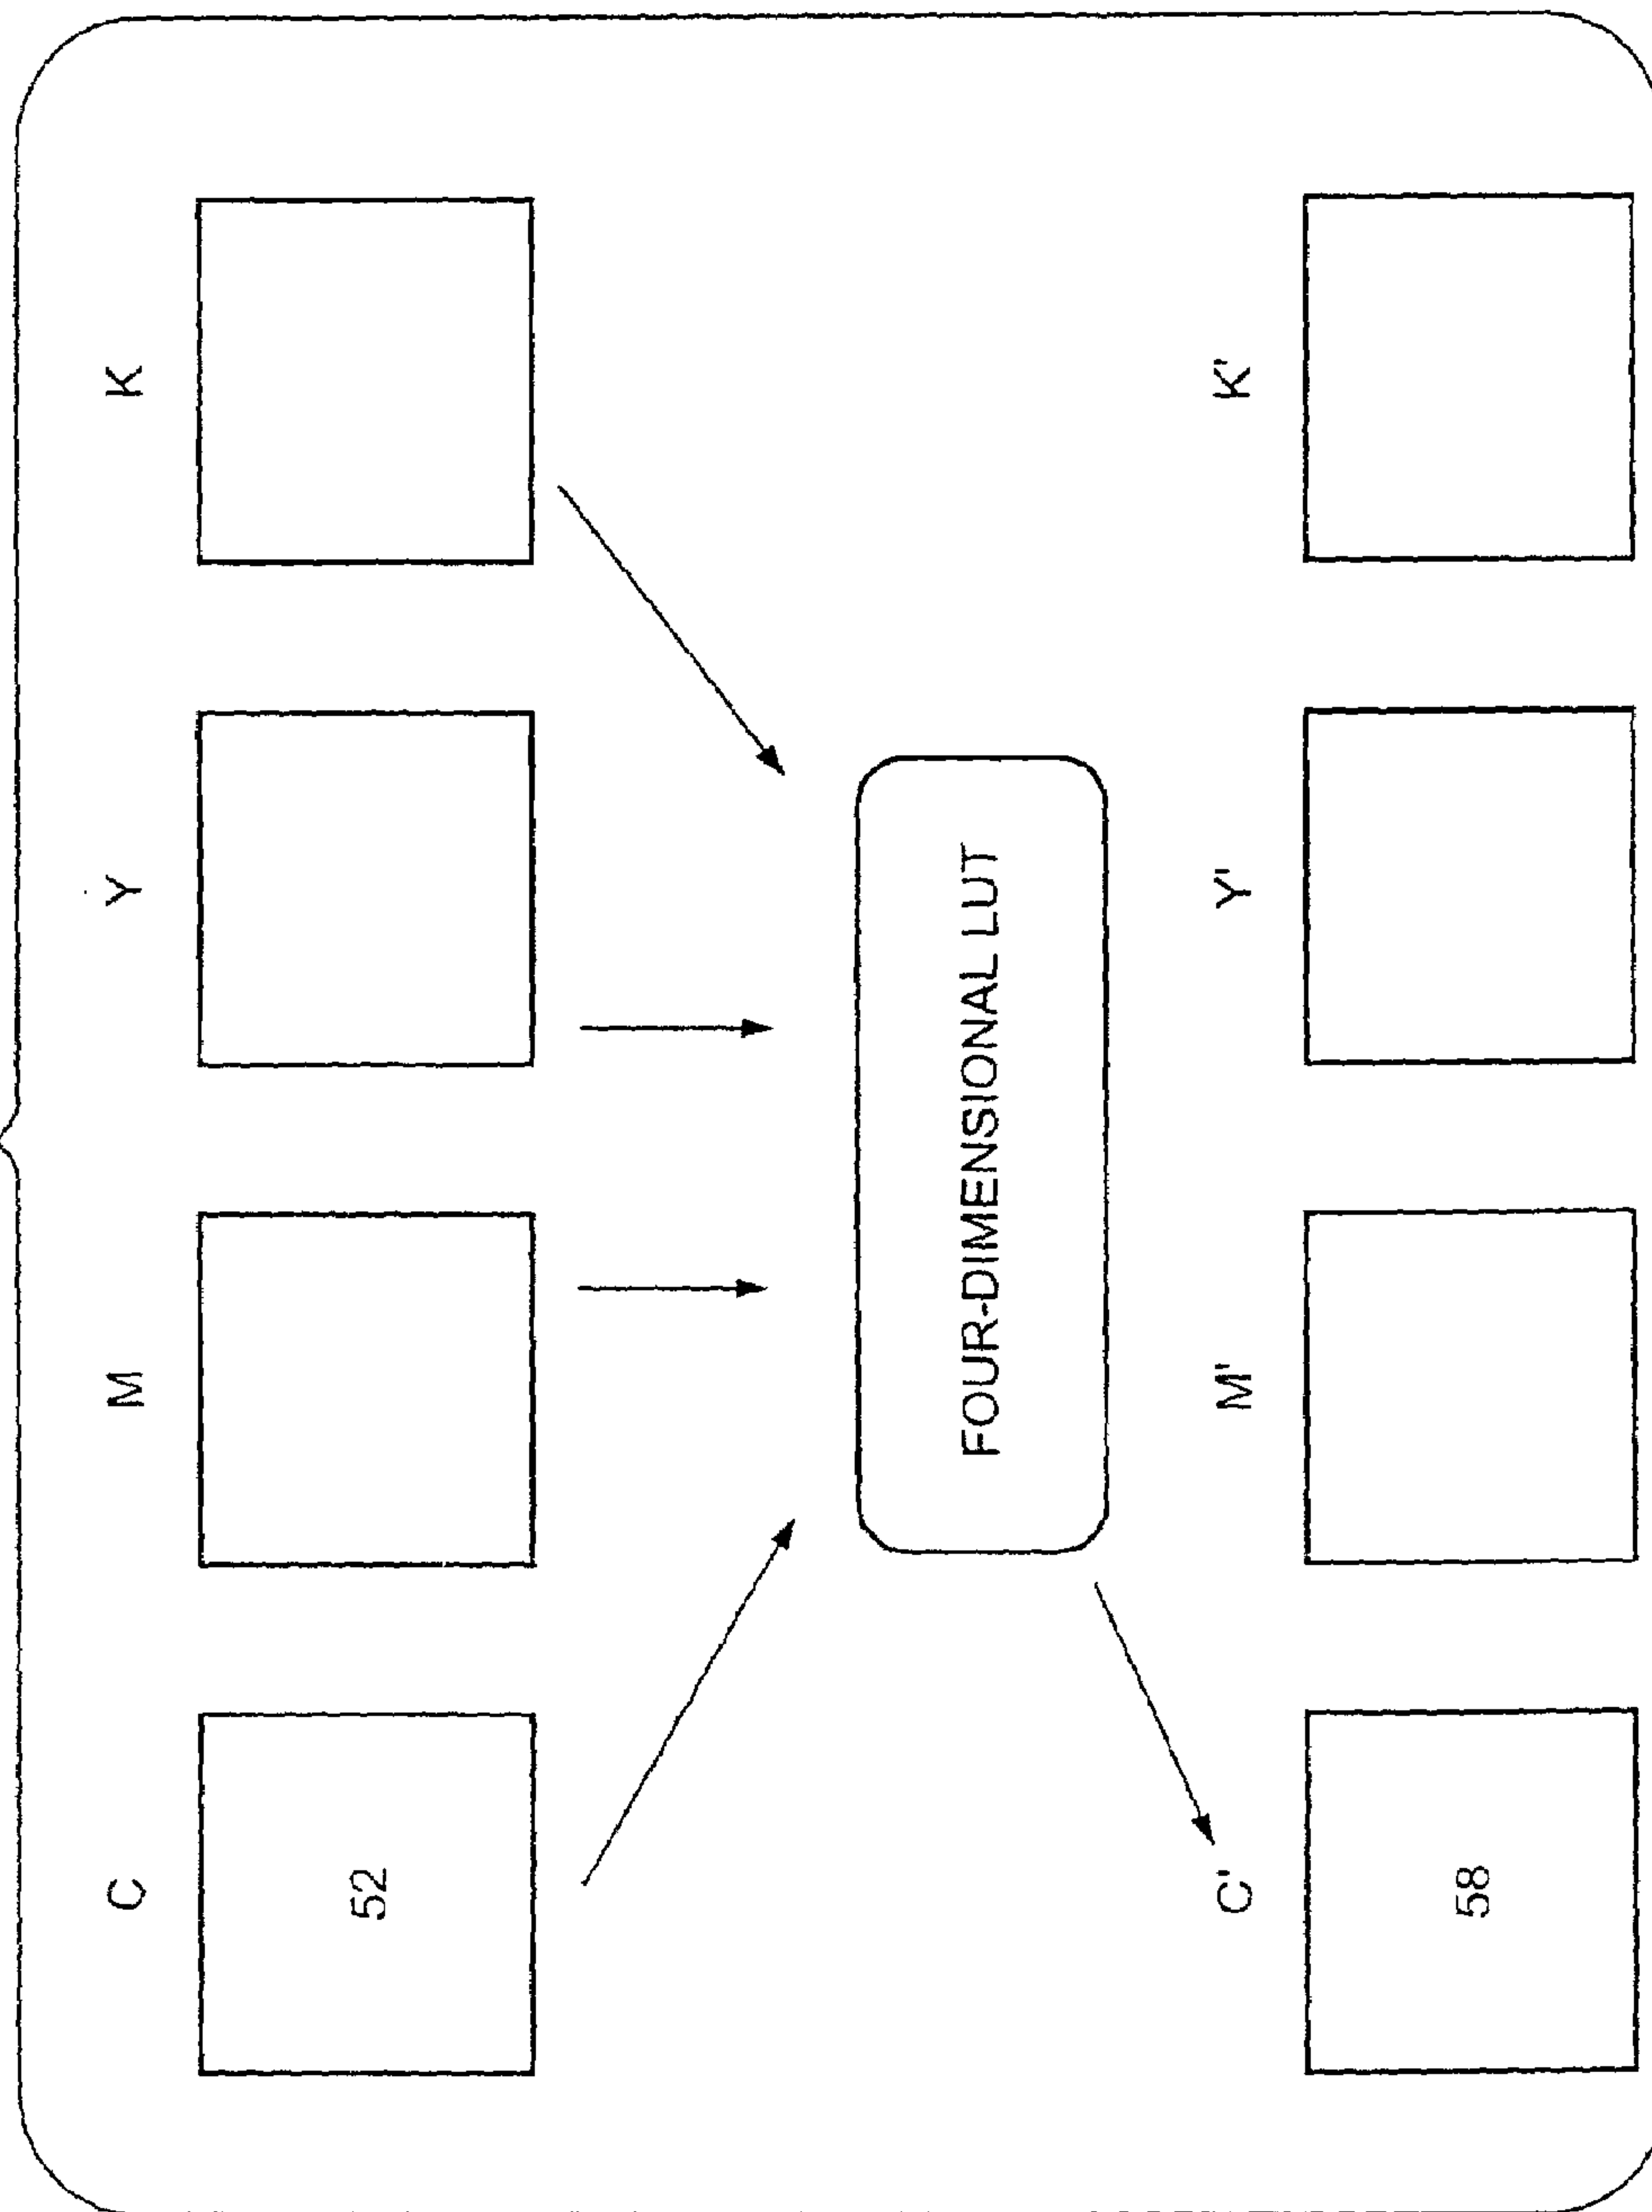 C M Y K
52
FOUR-DIMENSIONAL LUT
C' M' Y' K'
58